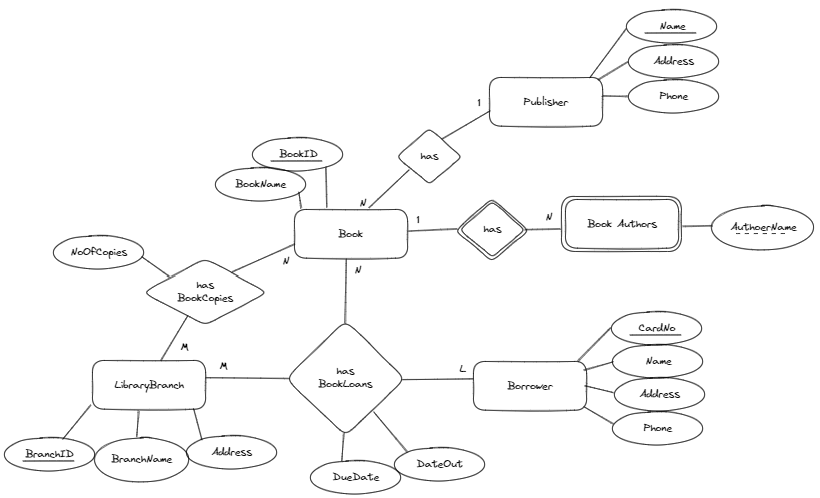 Name
Address
Publisher
Phone
1
has
BookID
BookName
N
1
N
Book
has
Book Authors
AuthoerName
NoOfCopies
N
N
has
BookCopies
CardNo
M
Name
M
has
BookLoans
L
LibraryBranch
Borrower
Address
Phone
BranchID
BranchName
Address
DueDate
DateOut